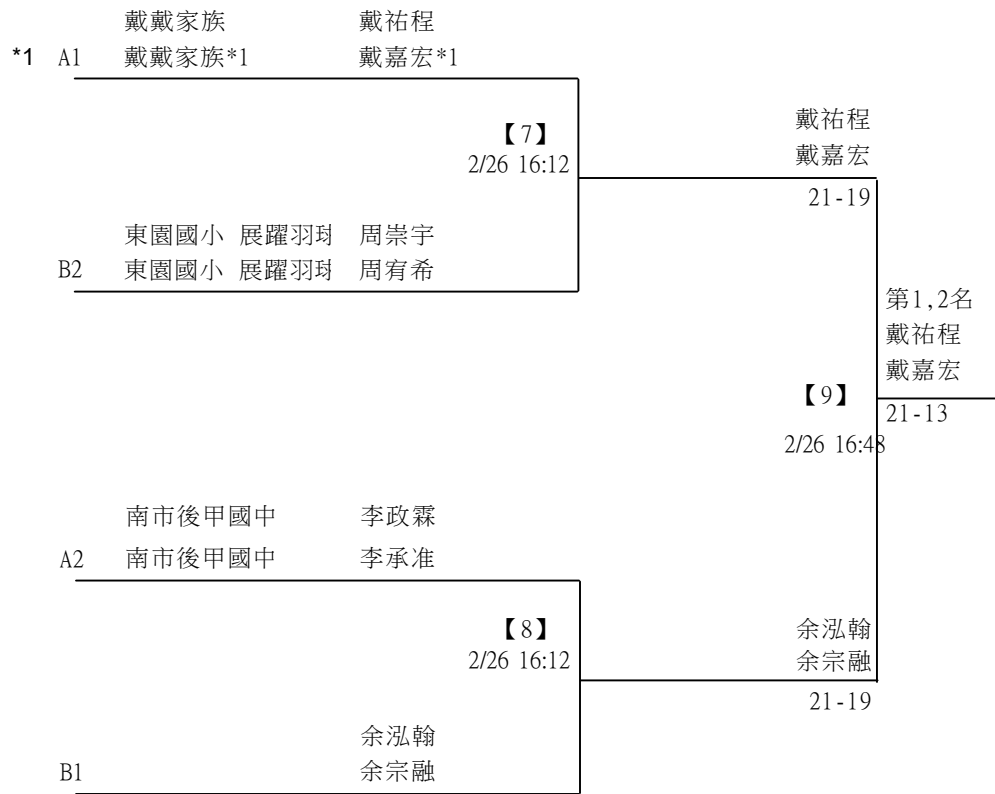 戴戴家族 戴祐程
*1 A1 戴戴家族*1 戴嘉宏*1
【7】
2/26 16:12
戴祐程
戴嘉宏
21-19
東園國小 展躍羽球 周崇宇
B2 東園國小 展躍羽球 周宥希
第1,2名
戴祐程
戴嘉宏
【9】
21-13
2/26 16:48
南市後甲國中 李政霖
A2 南市後甲國中 李承准
【8】
2/26 16:12
余泓翰
余宗融
21-19
余泓翰
B1 余宗融